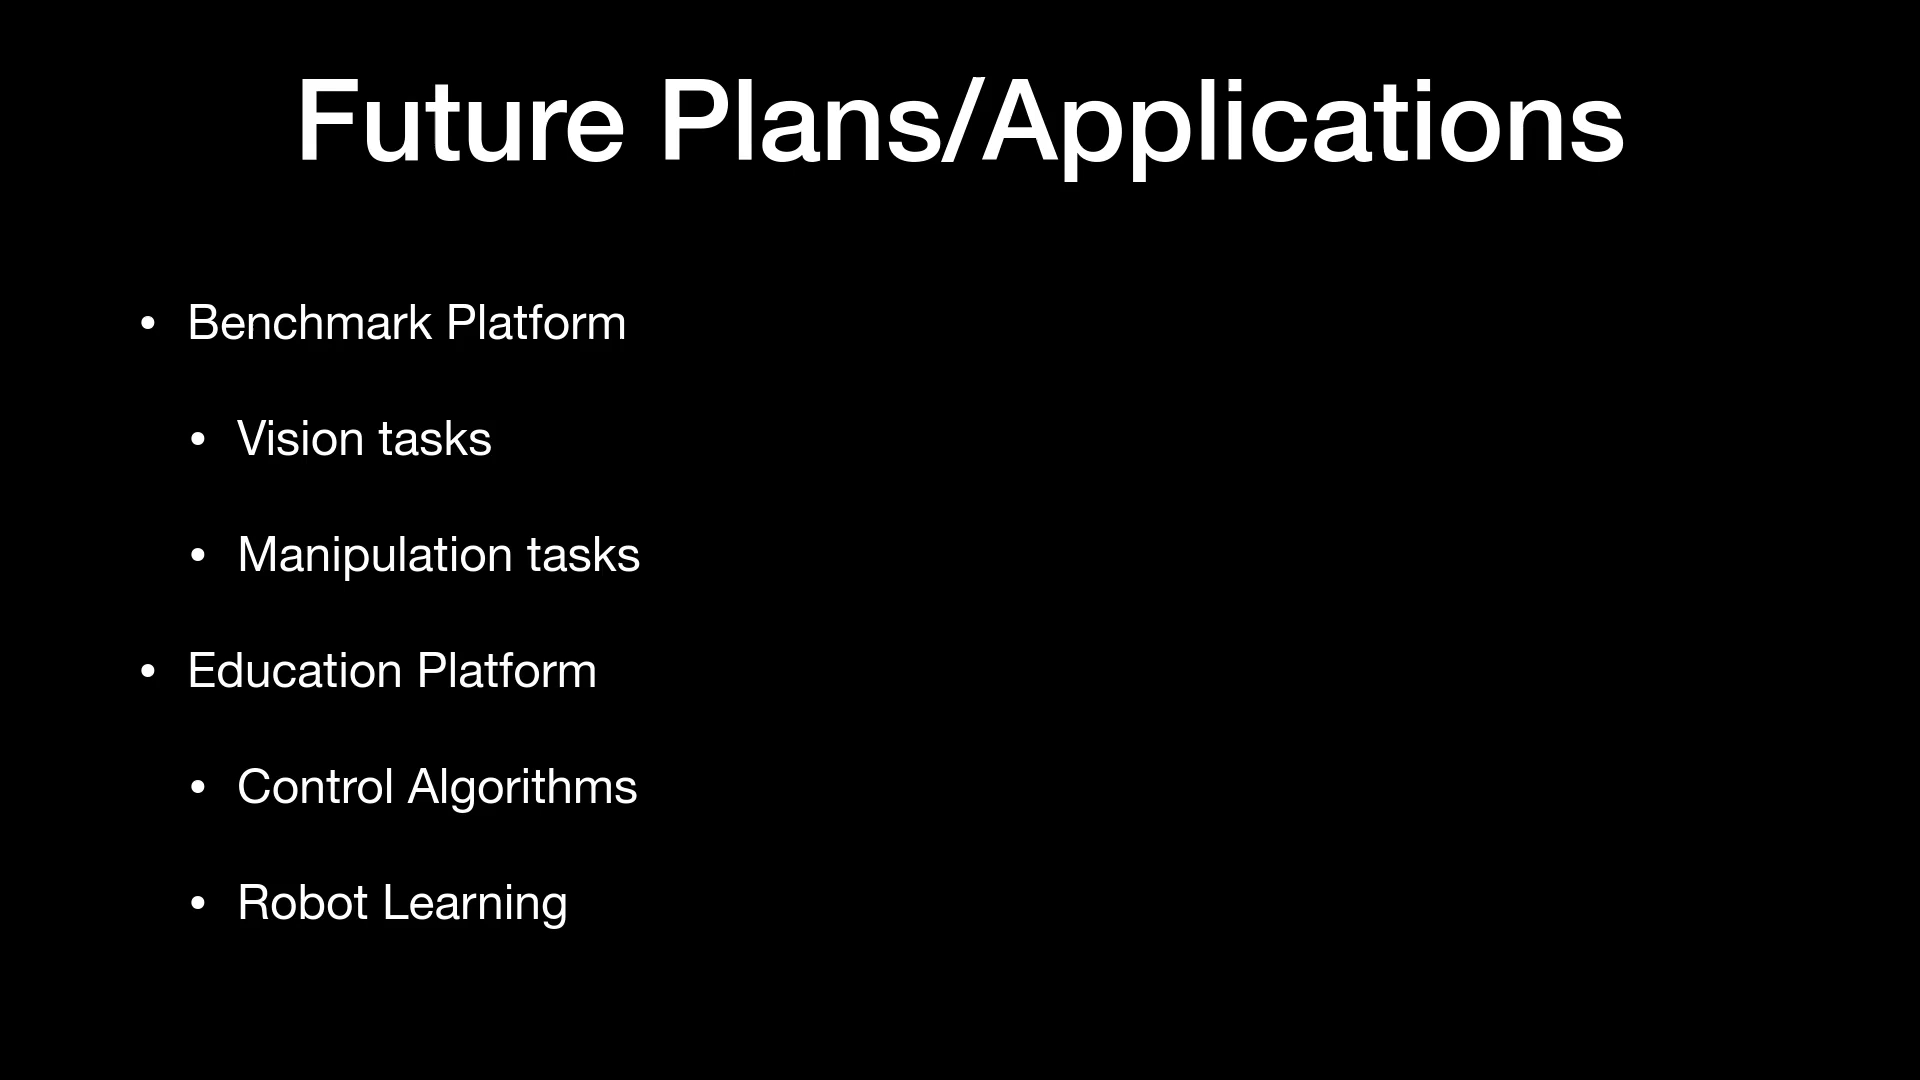 Future Plans/Applications
• Benchmark Platform
• Vision tasks
• Manipulation tasks
• Education Platform
• Control Algorithms
• Robot Learning